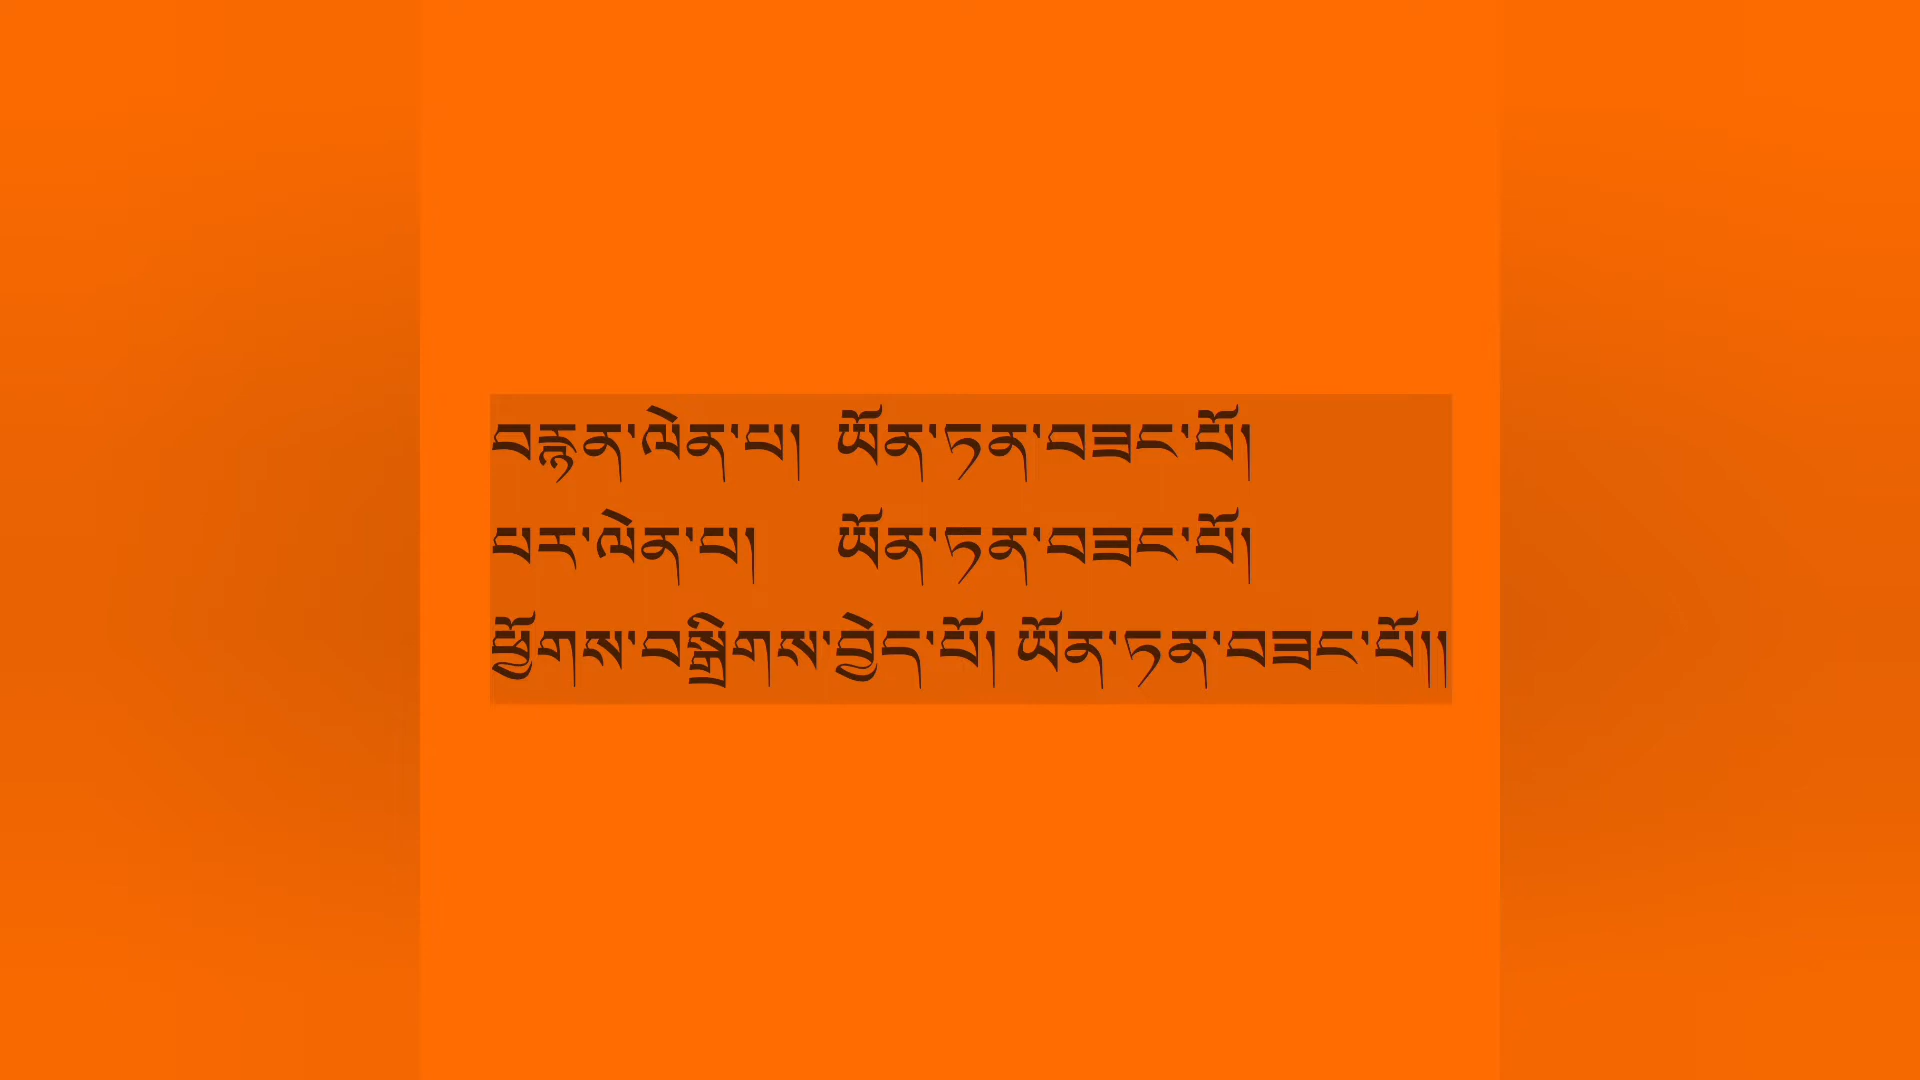 བརྙན་ལེན་པ།  ཡོན་ཏན་བཟང་པོ།
པར་ལེན་པ།    ཡོན་ཏན་བཟང་པོ།
ཕྱོགས་བསྒྲིགས་བྱེད་པོ། ཡོན་ཏན་བཟང་པོ།།